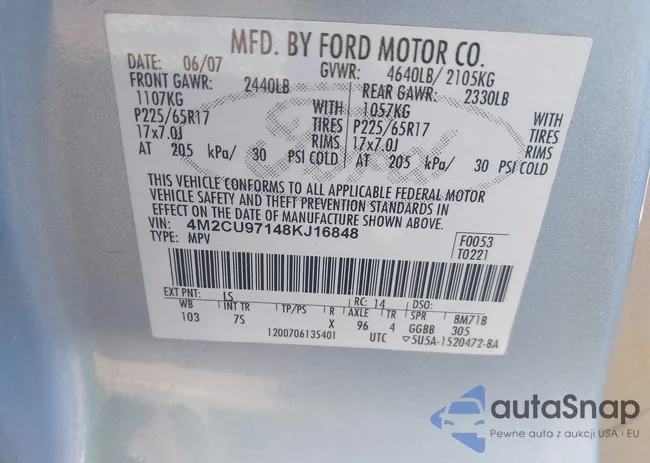 MFD. BY FORD MOTOR CO.
DATE: 06/07 GVWR: 4640LB/ 2105KG
FRONT GAWR: 2440LB REAR GAWR: 2330LB
1107KG WITH 1057KG WITH
P225/65R17 TIRES P225/65R17 TIRES
17x7.0J RIMS 17x7.0J RIMS
AT 205 kPa/ 30 PSI COLD AT 205 kPa/ 30 PSI COLD
Ford
THIS VEHICLE CONFORMS TO ALL APPLICABLE FEDERAL MOTOR
VEHICLE SAFETY AND THEFT PREVENTION STANDARDS IN
EFFECT ON THE DATE OF MANUFACTURE SHOWN ABOVE.
VIN: 4M2CU97148KJ16848 F0053
TYPE: MPV T0221
EXT PNT: LS RC: 14 DSO:
WB TP/PS R AXLE TR SPR BM71B
103 75 X 96 4 GGBB 305
1200706135401 UTC ▽5U5A-1520472-BA
autaSnap
Pewne auta z aukcji USA i EU